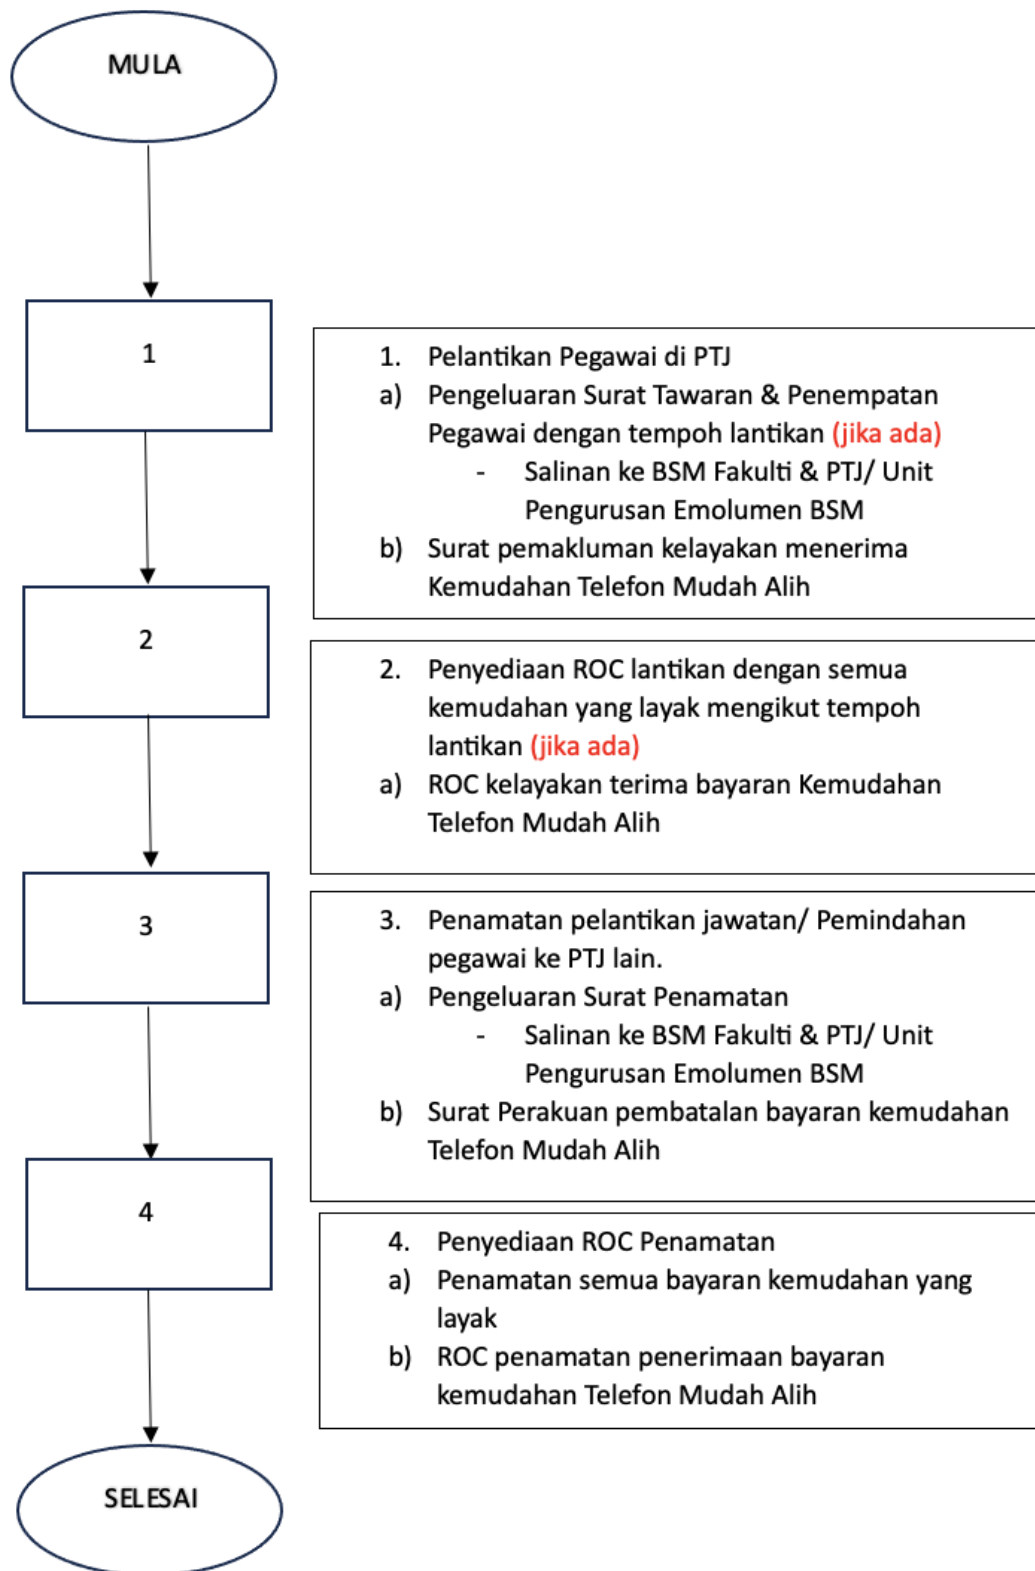 MULA
1
1. Pelantikan Pegawai di PTJ
a) Pengeluaran Surat Tawaran & Penempatan
Pegawai dengan tempoh lantikan (jika ada)
- Salinan ke BSM Fakulti & PTJ/ Unit
Pengurusan Emolumen BSM
b) Surat pemakluman kelayakan menerima
Kemudahan Telefon Mudah Alih
2
2. Penyediaan ROC lantikan dengan semua
kemudahan yang layak mengikut tempoh
lantikan (jika ada)
a) ROC kelayakan terima bayaran Kemudahan
Telefon Mudah Alih
3
3. Penamatan pelantikan jawatan/ Pemindahan
pegawai ke PTJ lain.
a) Pengeluaran Surat Penamatan
- Salinan ke BSM Fakulti & PTJ/ Unit
Pengurusan Emolumen BSM
b) Surat Perakuan pembatalan bayaran kemudahan
Telefon Mudah Alih
4
4. Penyediaan ROC Penamatan
a) Penamatan semua bayaran kemudahan yang
layak
b) ROC penamatan penerimaan bayaran
kemudahan Telefon Mudah Alih
SELESAI